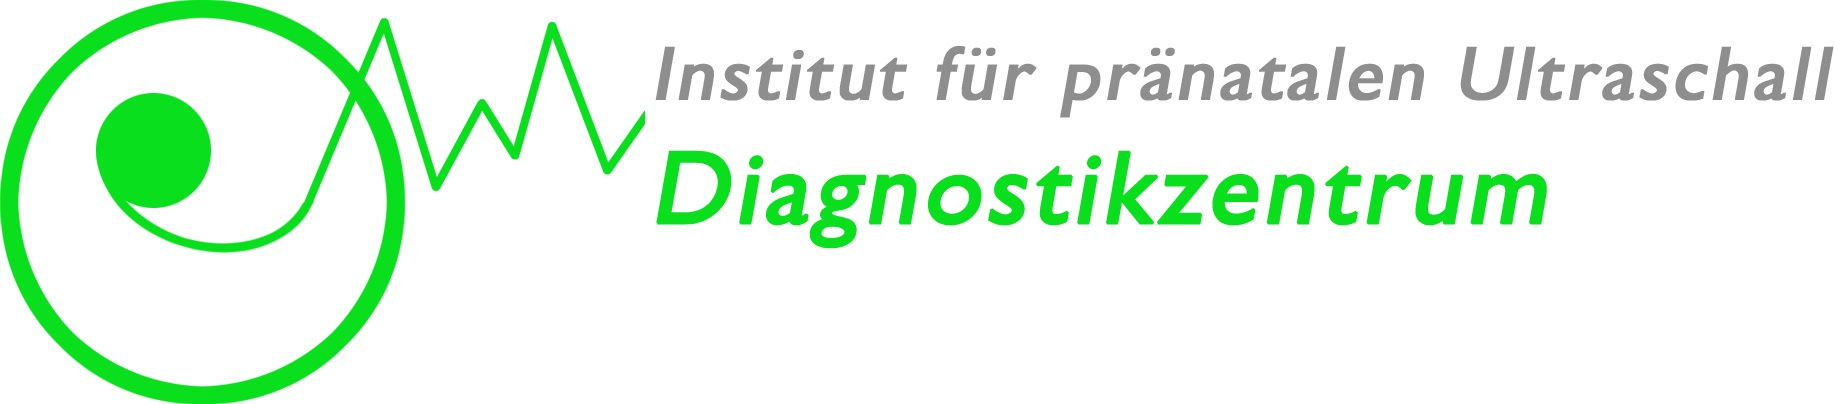 Institut für pränatalen Ultraschall
Diagnostikzentrum